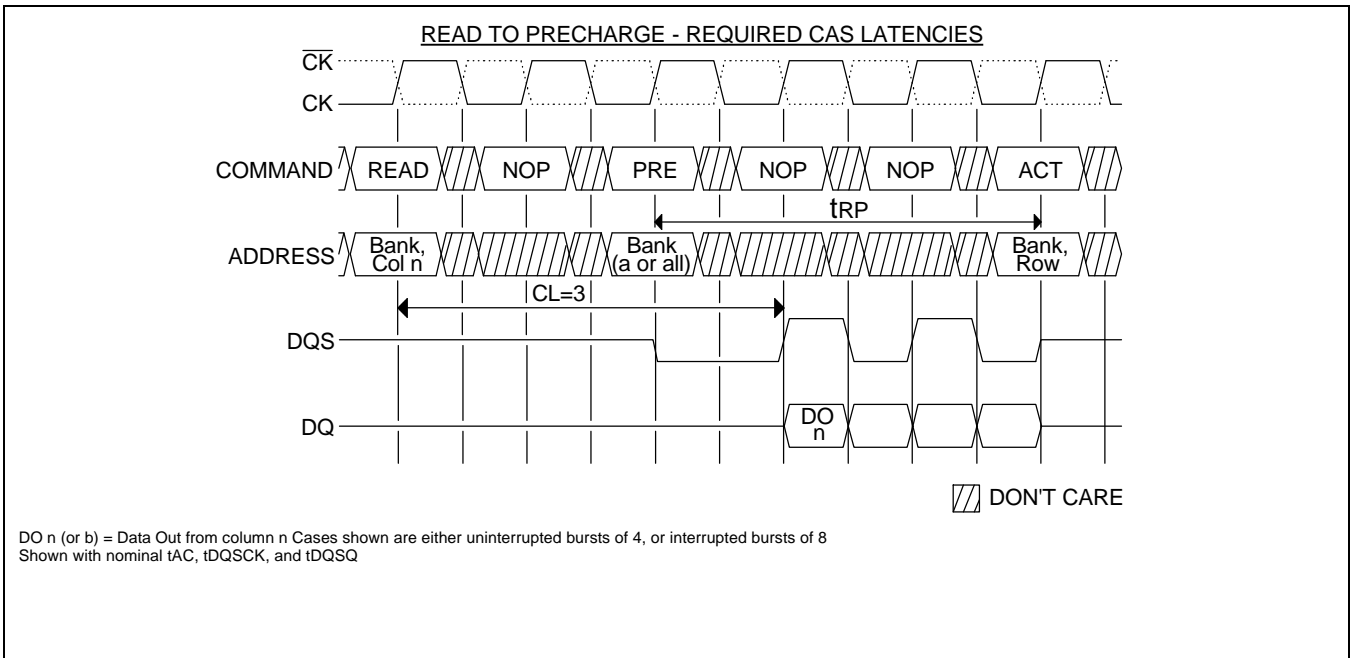 READ TO PRECHARGE - REQUIRED CAS LATENCIES
CK
CK
COMMAND READ NOP PRE NOP NOP ACT
tRP
ADDRESS Bank, Col n Bank (a or all) Bank, Row
CL=3
DQS
DQ DO n
DON'T CARE
DO n (or b) = Data Out from column n Cases shown are either uninterrupted bursts of 4, or interrupted bursts of 8
Shown with nominal tAC, tDQSCK, and tDQSQ